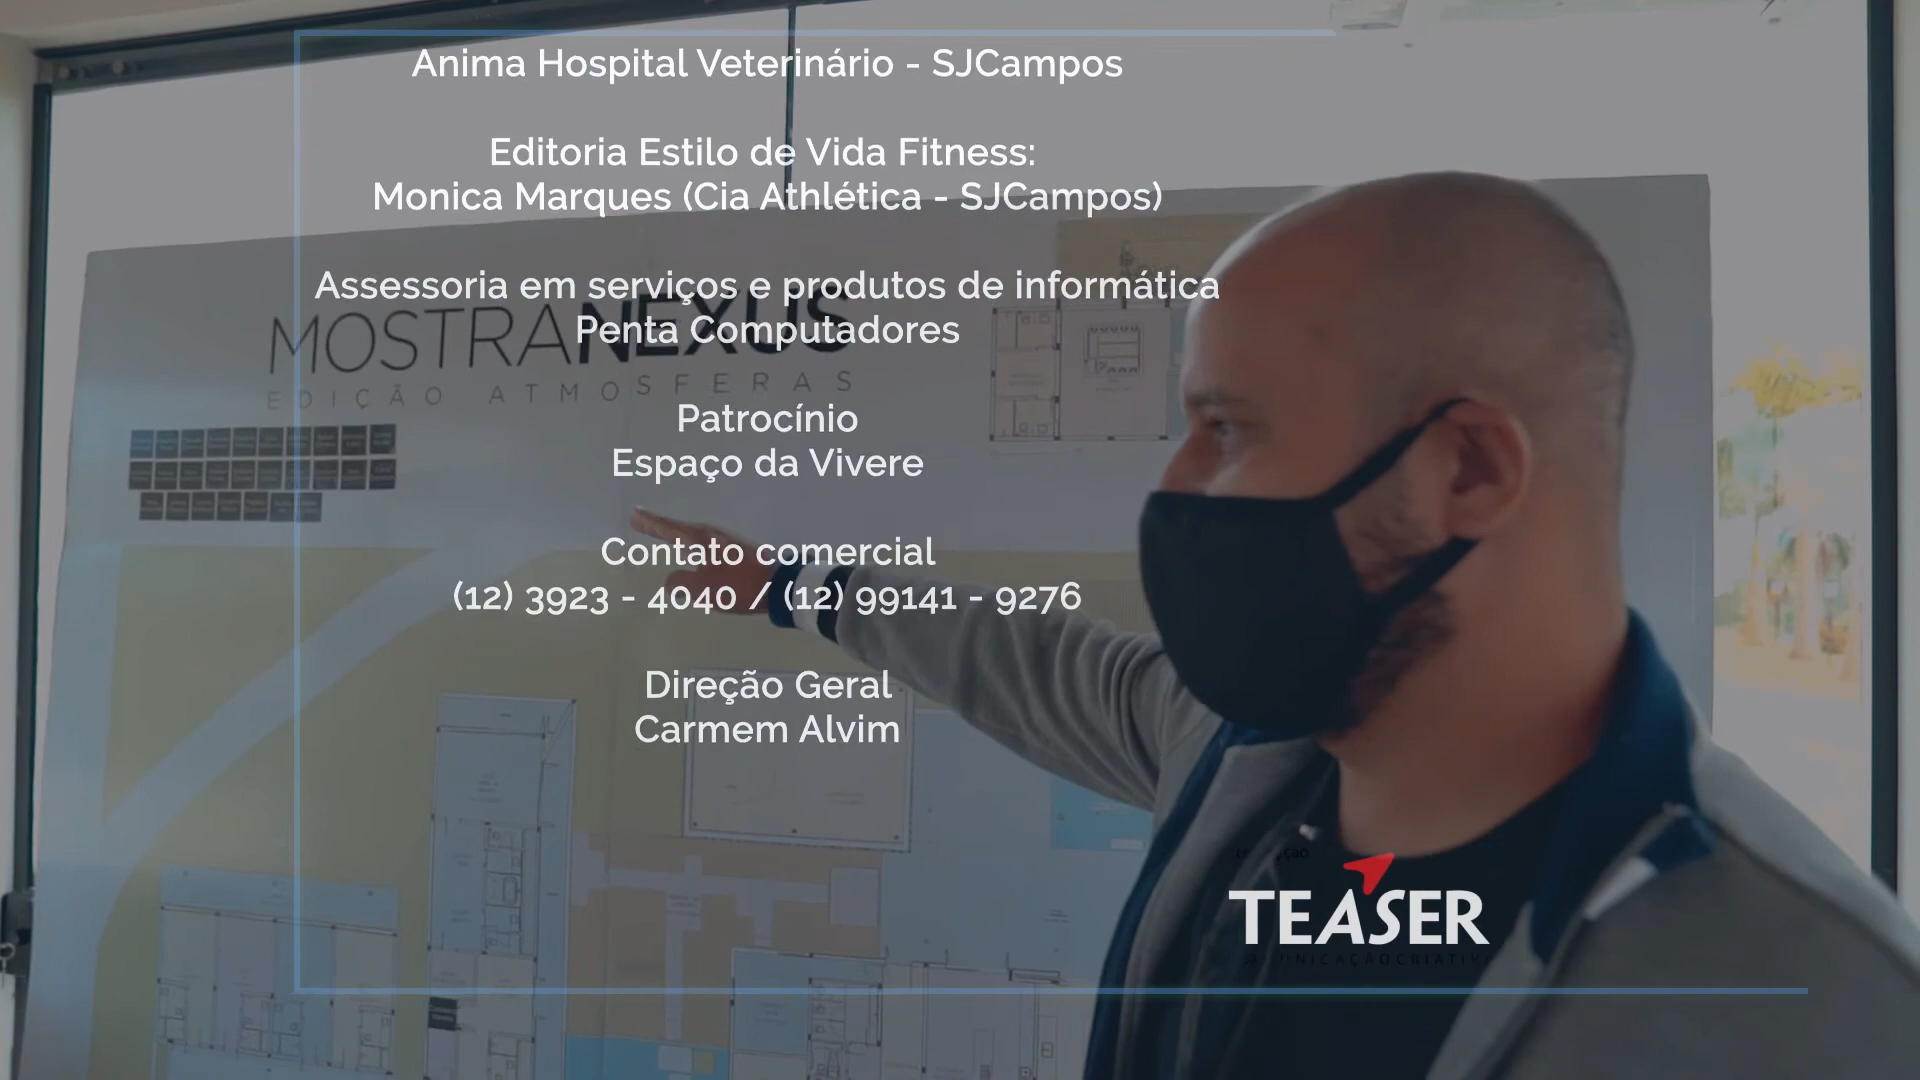 Anima Hospital Veterinário - SJCampos
Editoria Estilo de Vida Fitness:
Monica Marques (Cia Athlética - SJCampos)
Assessoria em serviços e produtos de informática
Penta Computadores
MOSTRANEXUS
EDIÇÃO ATMOSFERAS
Patrocínio
Espaço da Vivere
Contato comercial
(12) 3923 - 4040 / (12) 99141 - 9276
Direção Geral
Carmem Alvim
TEASER